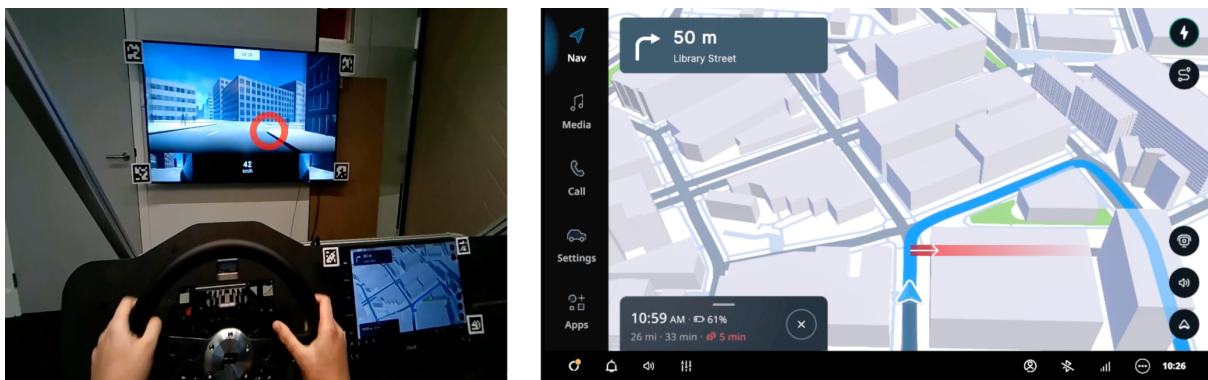 42
km/h
Nav
Media
Call
Settings
Apps
50 m
Library Street
10:59 AM · 61%
26 mi · 33 min · 5 min
10:26